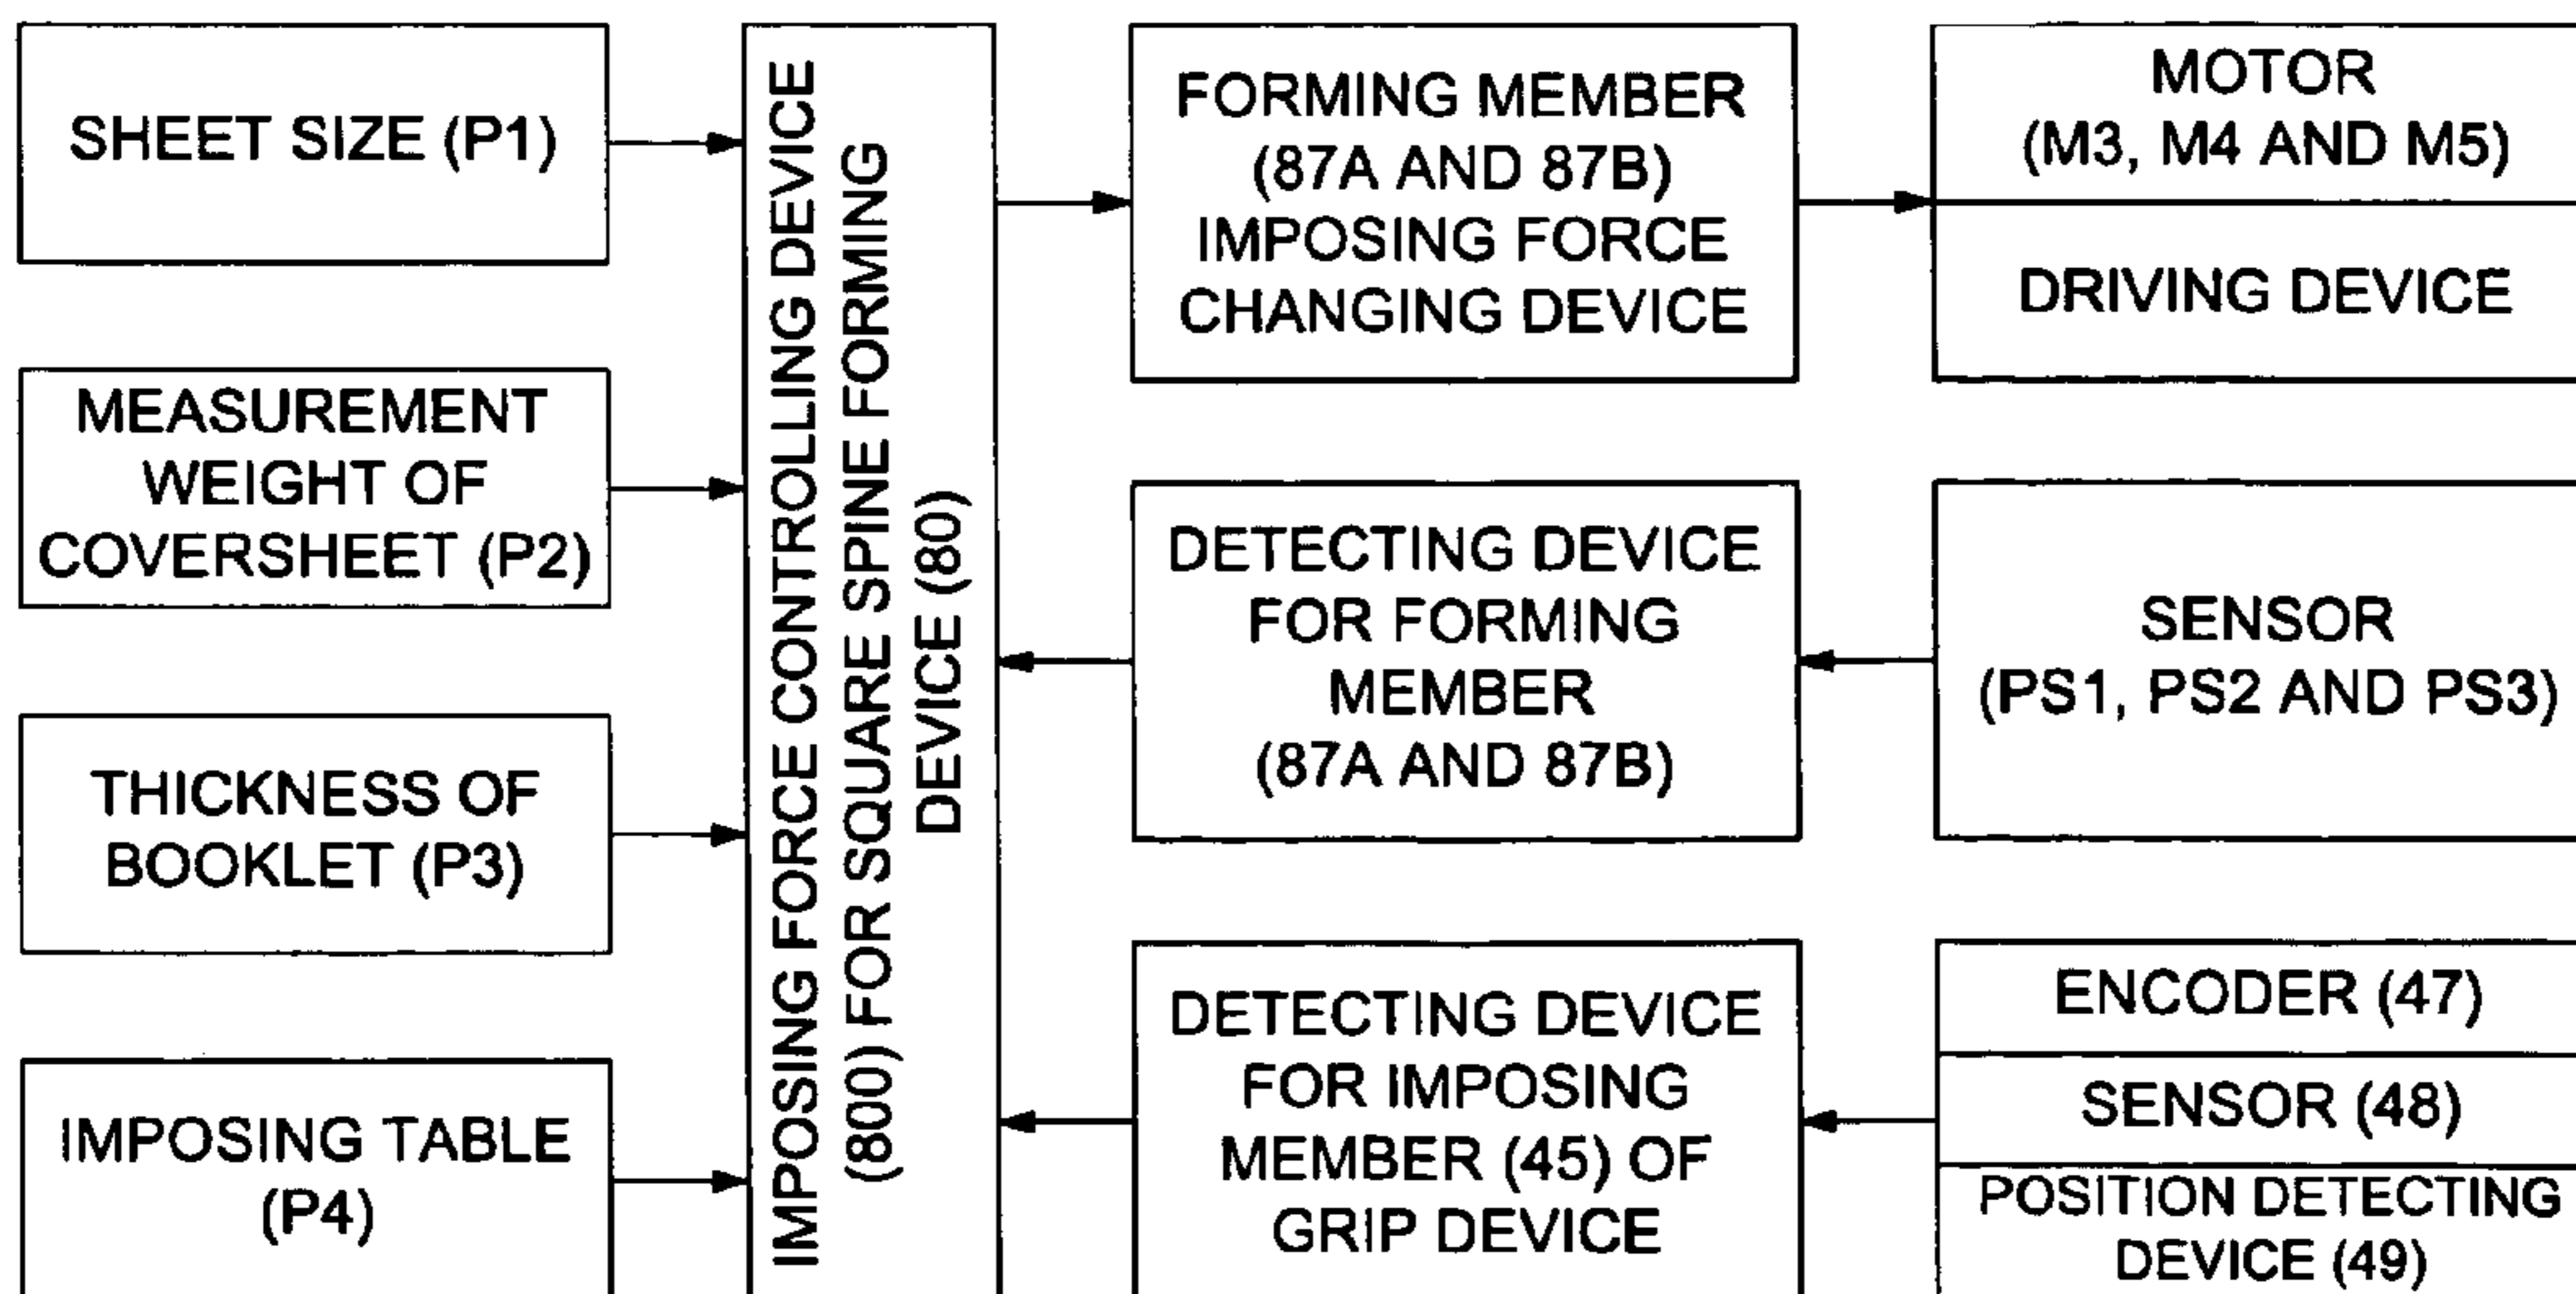 SHEET SIZE (P1)
MEASUREMENT
WEIGHT OF
COVERSHEET (P2)
THICKNESS OF
BOOKLET (P3)
IMPOSING TABLE
(P4)
IMPOSING FORCE CONTROLLING DEVICE
(800) FOR SQUARE SPINE FORMING
DEVICE (80)
FORMING MEMBER
(87A AND 87B)
IMPOSING FORCE
CHANGING DEVICE
DETECTING DEVICE
FOR FORMING
MEMBER
(87A AND 87B)
DETECTING DEVICE
FOR IMPOSING
MEMBER (45) OF
GRIP DEVICE
MOTOR
(M3, M4 AND M5)
DRIVING DEVICE
SENSOR
(PS1, PS2 AND PS3)
ENCODER (47)
SENSOR (48)
POSITION DETECTING
DEVICE (49)